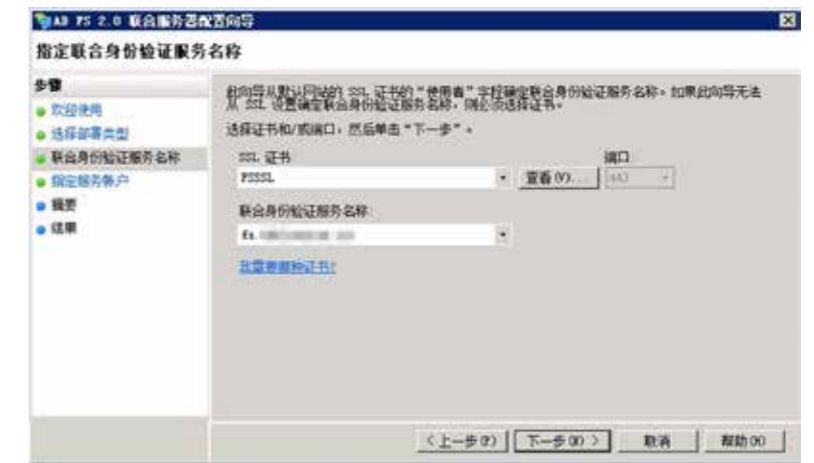 AD FS 2.0 联合服务器配置向导
指定联合身份验证服务名称
步骤
欢迎使用
选择部署类型
联合身份验证服务名称
指定服务帐户
摘要
结果
此向导从默认网站的 SSL 证书的"使用者"字段确定联合身份验证服务名称。如果此向导无法
从 SSL 设置确定联合身份验证服务名称，则必须选择证书。
选择证书和/或端口，然后单击"下一步"。
SSL 证书
端口
FSSSL
查看(V)...
443
联合身份验证服务名称:
fs.
我需要哪种证书?
<上一步(P)
下一步(N) >
取消
帮助(H)